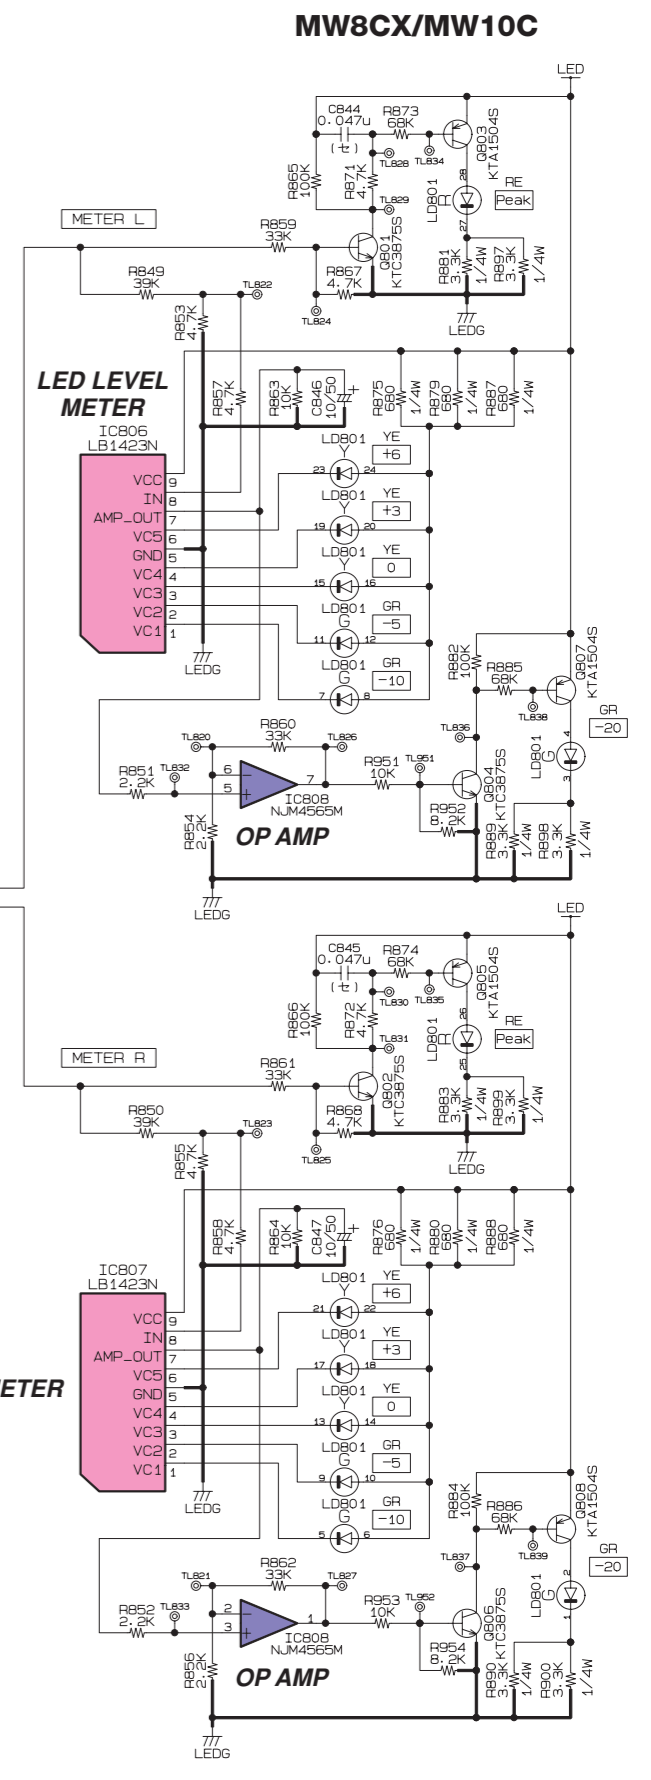 MW8CX/MW10C
LED
C844
0.047u
(セ)
R873
68K
TL828
TL834
Q803
KTA1504S
R865
100K
R871
4.7K
TL829
28
LD801
R
RE
Peak
27
METER L
R859
33K
Q801
KTC3875S
R867
4.7K
R881
3.3K
1/4W
R897
3.3K
1/4W
R849
39K
TL822
TL824
LEDG
R853
4.7K
LED LEVEL
METER
R857
4.7K
R863
10K
C846
10/50
+
R875
680
1/4W
R879
680
1/4W
R887
680
1/4W
IC806
LB1423N
VCC 9
IN 8
AMP_OUT 7
VC5 6
GND 5
VC4 4
VC3 3
VC2 2
VC1 1
LD801
Y
YE
+6
23 24
LD801
Y
YE
+3
19 20
LD801
Y
YE
0
15 16
LD801
G
GR
-5
11 12
LD801
G
GR
-10
7 8
LEDG
R882
100K
R885
68K
Q807
KTA1504S
TL838
GR
-20
TL820
R860
33K
TL826
TL836
4
LD801
G
3
R851
2.2K
TL832
6
5
7
IC808
NJM4565M
R951
10K
TL951
Q804
KTC3875S
R952
8.2K
R854
2.2K
OP AMP
R889
3.3K
1/4W
R898
3.3K
1/4W
LEDG
LED
C845
0.047u
(セ)
R874
68K
TL830
TL835
Q805
KTA1504S
R866
100K
R872
4.7K
TL831
26
LD801
R
RE
Peak
25
METER R
R861
33K
Q802
KTC3875S
R868
4.7K
R883
3.3K
1/4W
R899
3.3K
1/4W
R850
39K
TL823
TL825
LEDG
R855
4.7K
R858
4.7K
R864
10K
C847
10/50
+
R876
680
1/4W
R880
680
1/4W
R888
680
1/4W
IC807
LB1423N
VCC 9
IN 8
AMP_OUT 7
VC5 6
GND 5
VC4 4
VC3 3
VC2 2
VC1 1
ETER
LD801
Y
YE
+6
21 22
LD801
Y
YE
+3
17 18
LD801
Y
YE
0
13 14
LD801
G
GR
-5
9 10
LD801
G
GR
-10
5 6
LEDG
R884
100K
R886
68K
Q808
KTA1504S
TL839
GR
-20
TL821
R862
33K
TL827
TL837
2
LD801
G
1
R852
2.2K
TL833
2
3
1
IC808
NJM4565M
R953
10K
TL952
Q806
KTC3875S
R954
8.2K
R856
2.2K
OP AMP
R890
3.3K
1/4W
R900
3.3K
1/4W
LEDG